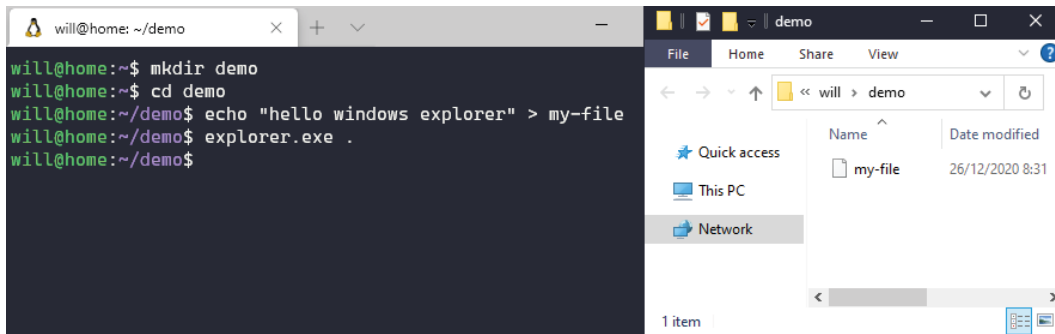 will@home: ~/demo
will@home:~$ mkdir demo
will@home:~$ cd demo
will@home:~/demo$ echo "hello windows explorer" > my-file
will@home:~/demo$ explorer.exe .
will@home:~/demo$
demo
File Home Share View
« will › demo
Name Date modified
Quick access
my-file 26/12/2020 8:31
This PC
Network
1 item